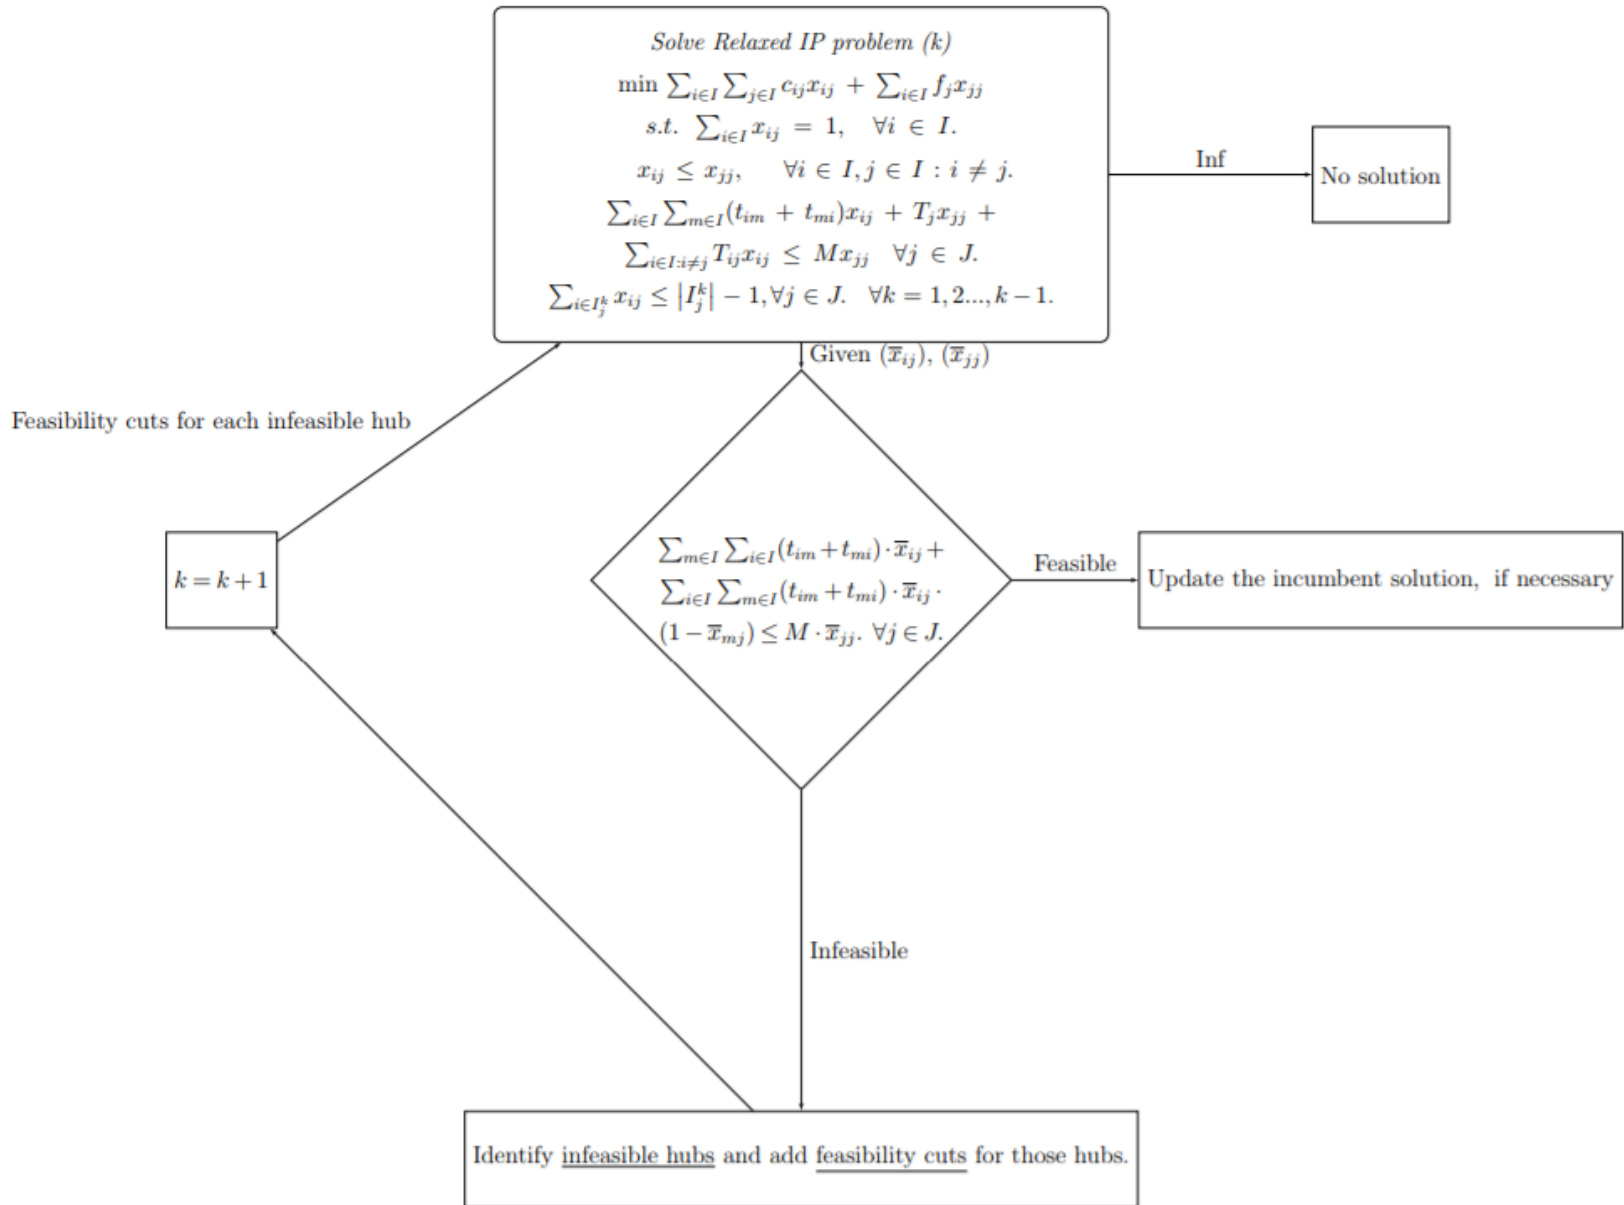 Solve Relaxed IP problem (k)
min ∑_{i∈I} ∑_{j∈I} c_{ij}x_{ij} + ∑_{i∈I} f_jx_{jj}
s.t. ∑_{i∈I} x_{ij} = 1, ∀i ∈ I.
x_{ij} ≤ x_{jj}, ∀i ∈ I, j ∈ I : i ≠ j.
∑_{i∈I} ∑_{m∈I}(t_{im} + t_{mi})x_{ij} + T_jx_{jj} +
∑_{i∈I:i≠j} T_{ij}x_{ij} ≤ Mx_{jj} ∀j ∈ J.
∑_{i∈I_j^k} x_{ij} ≤ |I_j^k| − 1, ∀j ∈ J. ∀k = 1, 2..., k − 1.
Inf
No solution
Given (x̅_{ij}), (x̅_{jj})
Feasibility cuts for each infeasible hub
k = k + 1
∑_{m∈I} ∑_{i∈I}(t_{im} + t_{mi}) · x̅_{ij} +
∑_{i∈I} ∑_{m∈I}(t_{im} + t_{mi}) · x̅_{ij} ·
(1 − x̅_{mj}) ≤ M · x̅_{jj}. ∀j ∈ J.
Feasible
Update the incumbent solution, if necessary
Infeasible
Identify infeasible hubs and add feasibility cuts for those hubs.